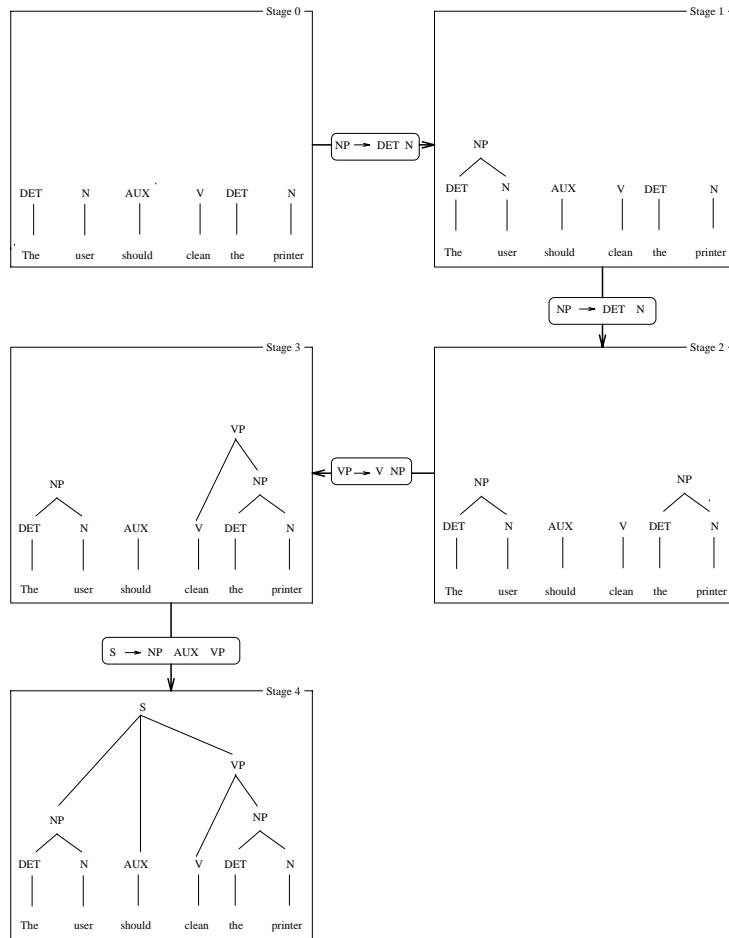 Stage 0
DET N AUX V DET N
The user should clean the printer
NP → DET N
Stage 1
NP
DET N AUX V DET N
The user should clean the printer
NP → DET N
Stage 2
NP NP
DET N AUX V DET N
The user should clean the printer
VP → V NP
Stage 3
VP
NP NP
DET N AUX V DET N
The user should clean the printer
S → NP AUX VP
Stage 4
S
VP
NP NP
DET N AUX V DET N
The user should clean the printer